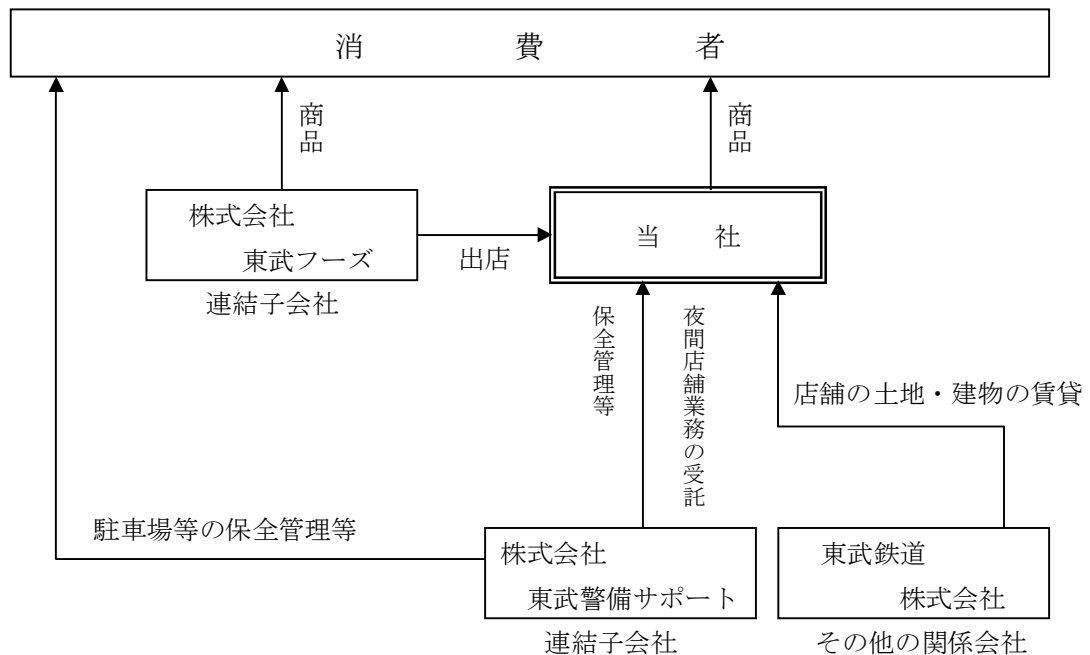 消費者
商品
商品
株式会社
東武フーズ
連結子会社
出店
当社
保全管理等
夜間店舗業務の受託
店舗の土地・建物の賃貸
駐車場等の保全管理等
株式会社
東武警備サポート
連結子会社
東武鉄道
株式会社
その他の関係会社